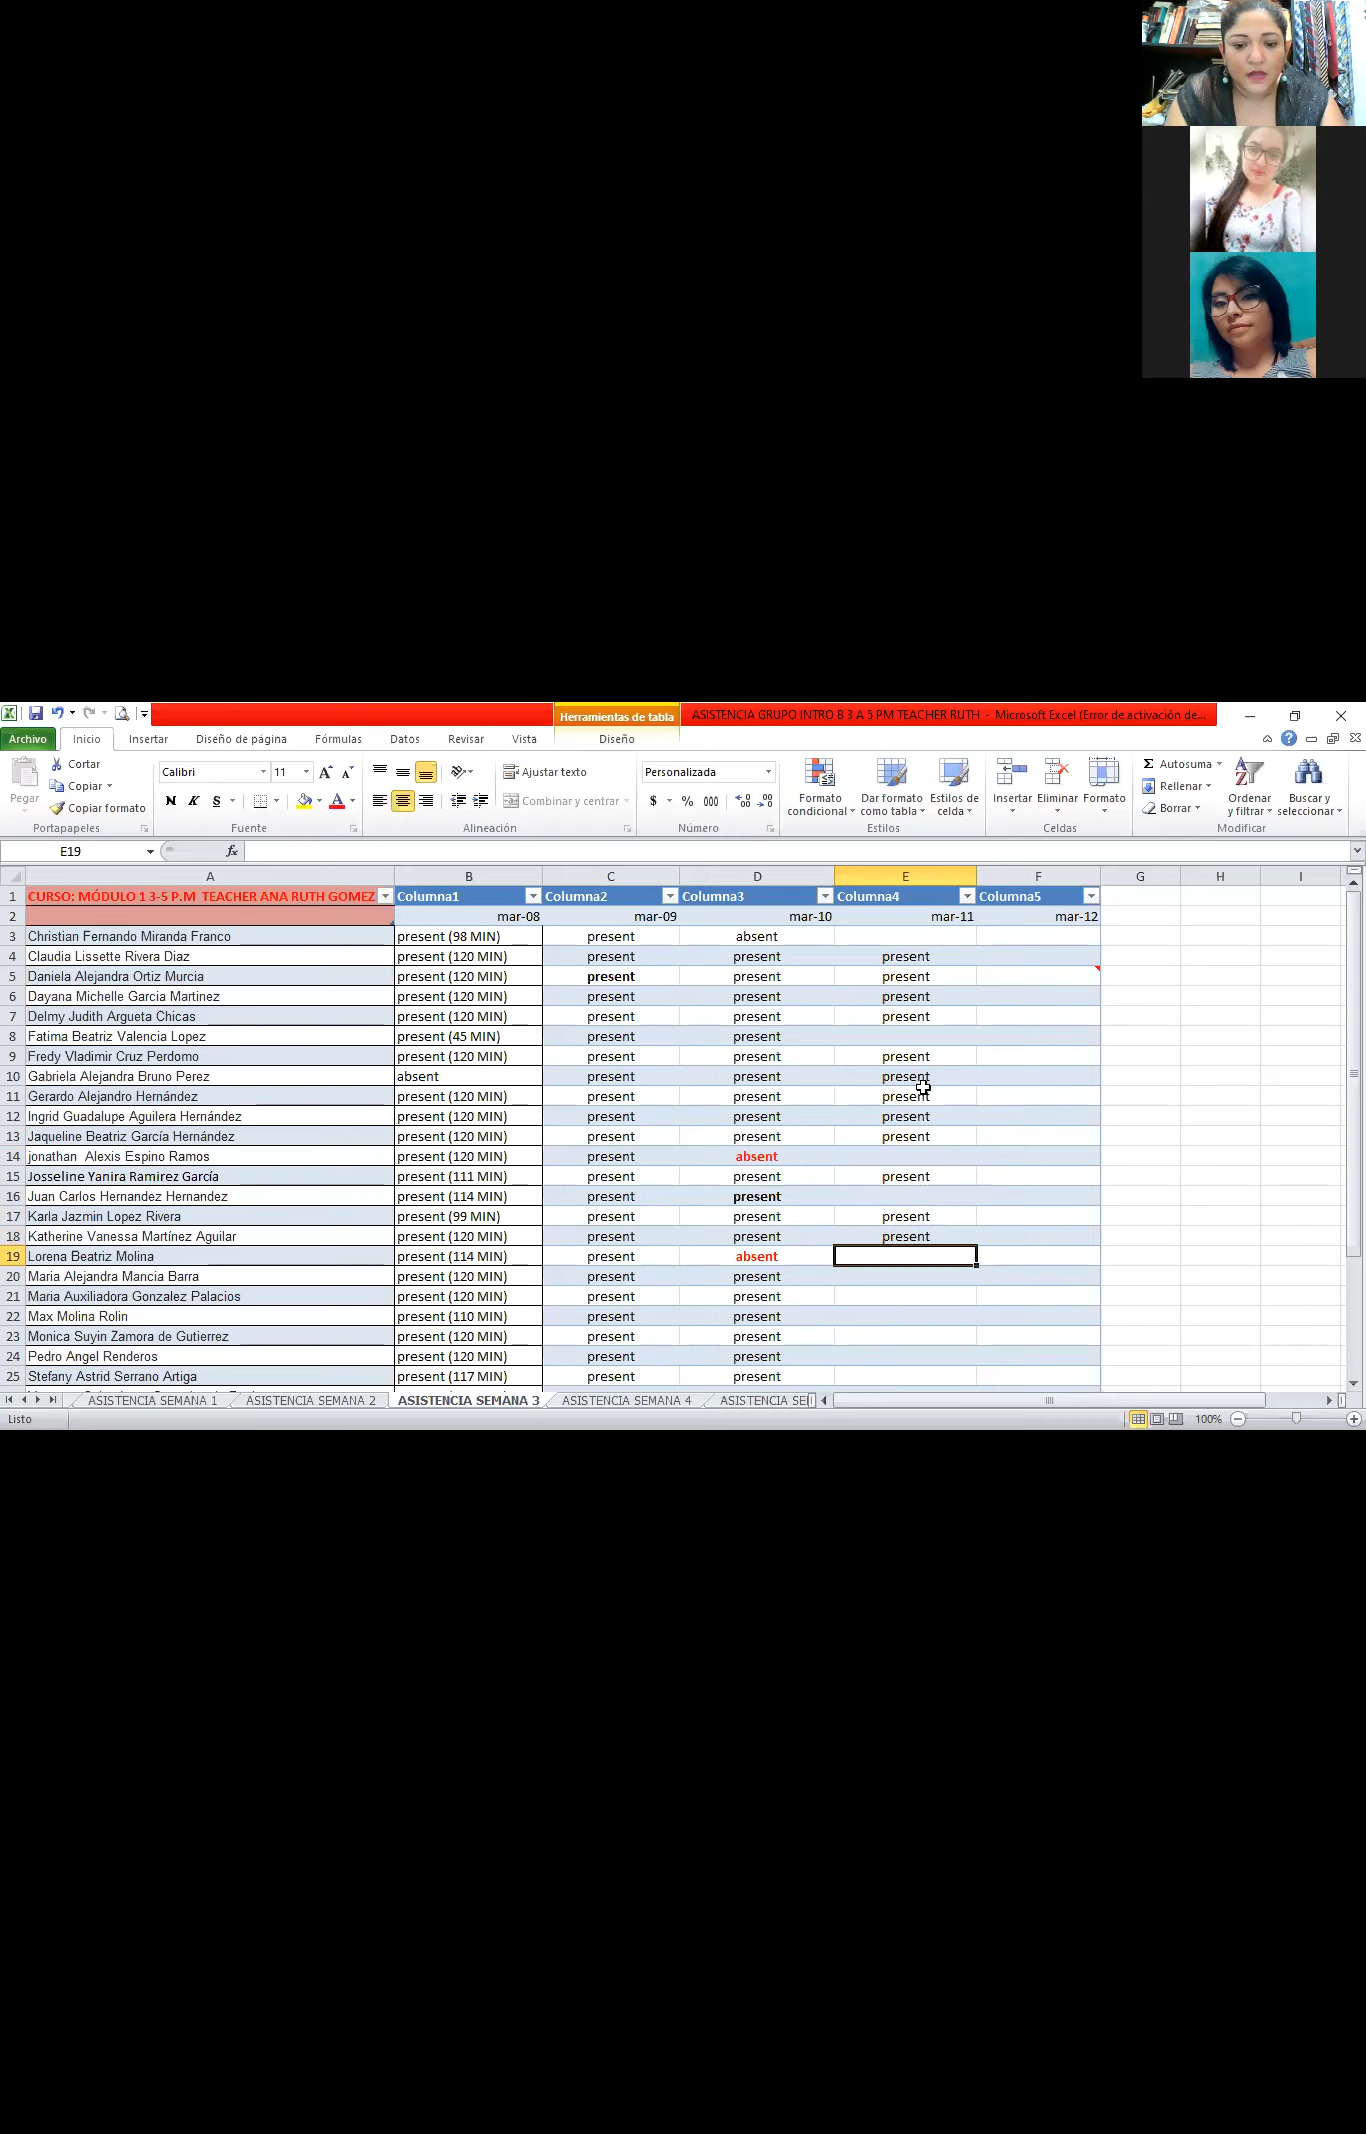 Herramientas de tabla
ASISTENCIA GRUPO INTRO B 3 A 5 PM TEACHER RUTH - Microsoft Excel (Error de activación de...
Archivo Inicio Insertar Diseño de página Fórmulas Datos Revisar Vista Diseño
Pegar
Cortar
Copiar
Copiar formato
Portapapeles
Calibri 11
N K S
Fuente
Ajustar texto
Combinar y centrar
Alineación
Personalizada
$ % 000
Número
Formato condicional
Dar formato como tabla
Estilos de celda
Estilos
Insertar Eliminar Formato
Celdas
Autosuma
Rellenar
Borrar
Ordenar y filtrar
Buscar y seleccionar
Modificar
E19 fx
A B C D E F G H I
1 CURSO: MÓDULO 1 3-5 P.M TEACHER ANA RUTH GOMEZ Columna1 Columna2 Columna3 Columna4 Columna5
2 mar-08 mar-09 mar-10 mar-11 mar-12
3 Christian Fernando Miranda Franco present (98 MIN) present absent
4 Claudia Lissette Rivera Diaz present (120 MIN) present present present
5 Daniela Alejandra Ortiz Murcia present (120 MIN) present present present
6 Dayana Michelle Garcia Martinez present (120 MIN) present present present
7 Delmy Judith Argueta Chicas present (120 MIN) present present present
8 Fatima Beatriz Valencia Lopez present (45 MIN) present present
9 Fredy Vladimir Cruz Perdomo present (120 MIN) present present present
10 Gabriela Alejandra Bruno Perez absent present present present
11 Gerardo Alejandro Hernández present (120 MIN) present present present
12 Ingrid Guadalupe Aguilera Hernández present (120 MIN) present present present
13 Jaqueline Beatriz García Hernández present (120 MIN) present present present
14 jonathan Alexis Espino Ramos present (120 MIN) present absent
15 Josseline Yanira Ramirez García present (111 MIN) present present present
16 Juan Carlos Hernandez Hernandez present (114 MIN) present present
17 Karla Jazmin Lopez Rivera present (99 MIN) present present present
18 Katherine Vanessa Martínez Aguilar present (120 MIN) present present present
19 Lorena Beatriz Molina present (114 MIN) present absent
20 Maria Alejandra Mancia Barra present (120 MIN) present present
21 Maria Auxiliadora Gonzalez Palacios present (120 MIN) present present
22 Max Molina Rolin present (110 MIN) present present
23 Monica Suyin Zamora de Gutierrez present (120 MIN) present present
24 Pedro Angel Renderos present (120 MIN) present present
25 Stefany Astrid Serrano Artiga present (117 MIN) present present
ASISTENCIA SEMANA 1 ASISTENCIA SEMANA 2 ASISTENCIA SEMANA 3 ASISTENCIA SEMANA 4 ASISTENCIA SE
Listo 100%